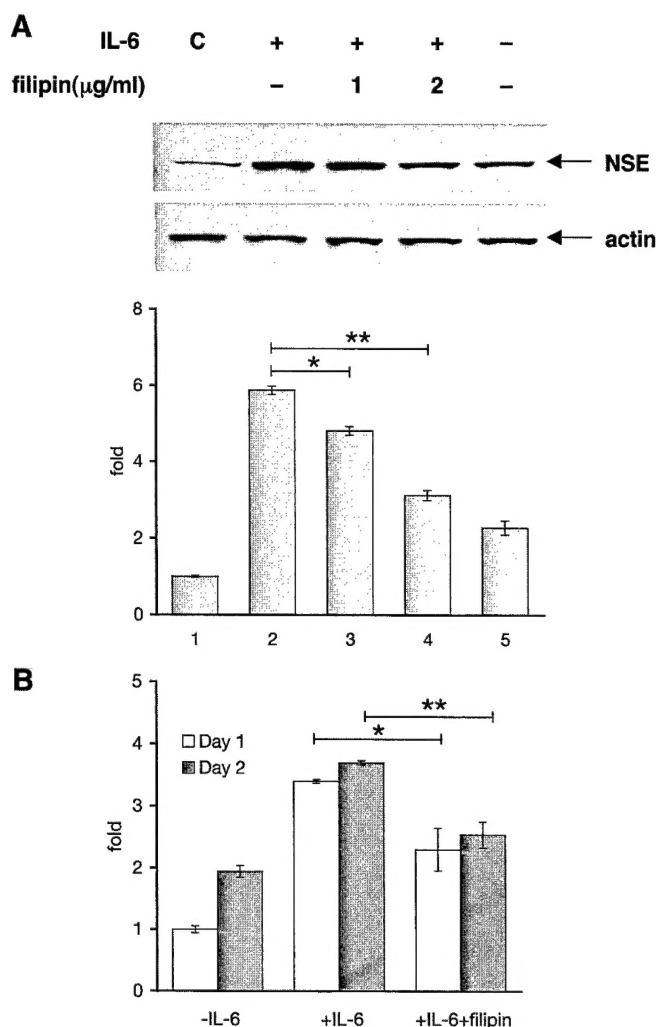 A
IL-6 C + + + –
filipin(μg/ml) – 1 2 –
NSE
actin
8
6
4
2
0
fold
**
*
1 2 3 4 5
B
5
4
3
2
1
0
fold
Day 1
Day 2
**
*
-IL-6 +IL-6 +IL-6+filipin